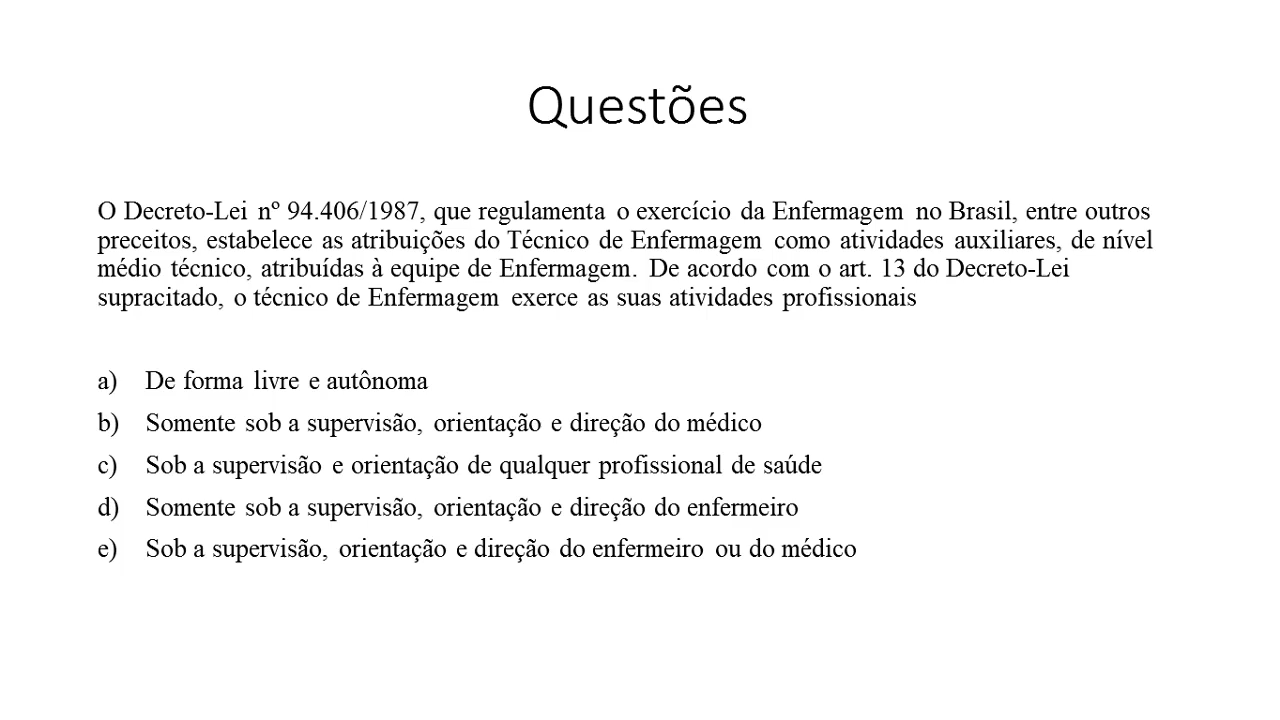 Questões
O Decreto-Lei nº 94.406/1987, que regulamenta o exercício da Enfermagem no Brasil, entre outros
preceitos, estabelece as atribuições do Técnico de Enfermagem como atividades auxiliares, de nível
médio técnico, atribuídas à equipe de Enfermagem. De acordo com o art. 13 do Decreto-Lei
supracitado, o técnico de Enfermagem exerce as suas atividades profissionais
a) De forma livre e autônoma
b) Somente sob a supervisão, orientação e direção do médico
c) Sob a supervisão e orientação de qualquer profissional de saúde
d) Somente sob a supervisão, orientação e direção do enfermeiro
e) Sob a supervisão, orientação e direção do enfermeiro ou do médico